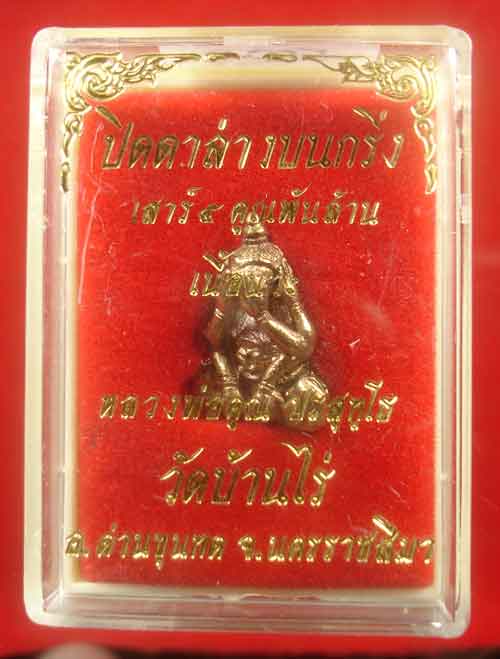 ปิดตาล่างบนกริ่ง
เสาร์ ๕ คูณพันล้าน
เนื้อนวะ
หลวงพ่อคูณ ปริสุทฺโธ
วัดบ้านไร่
อ.ด่านขุนทด จ.นครราชสีมา